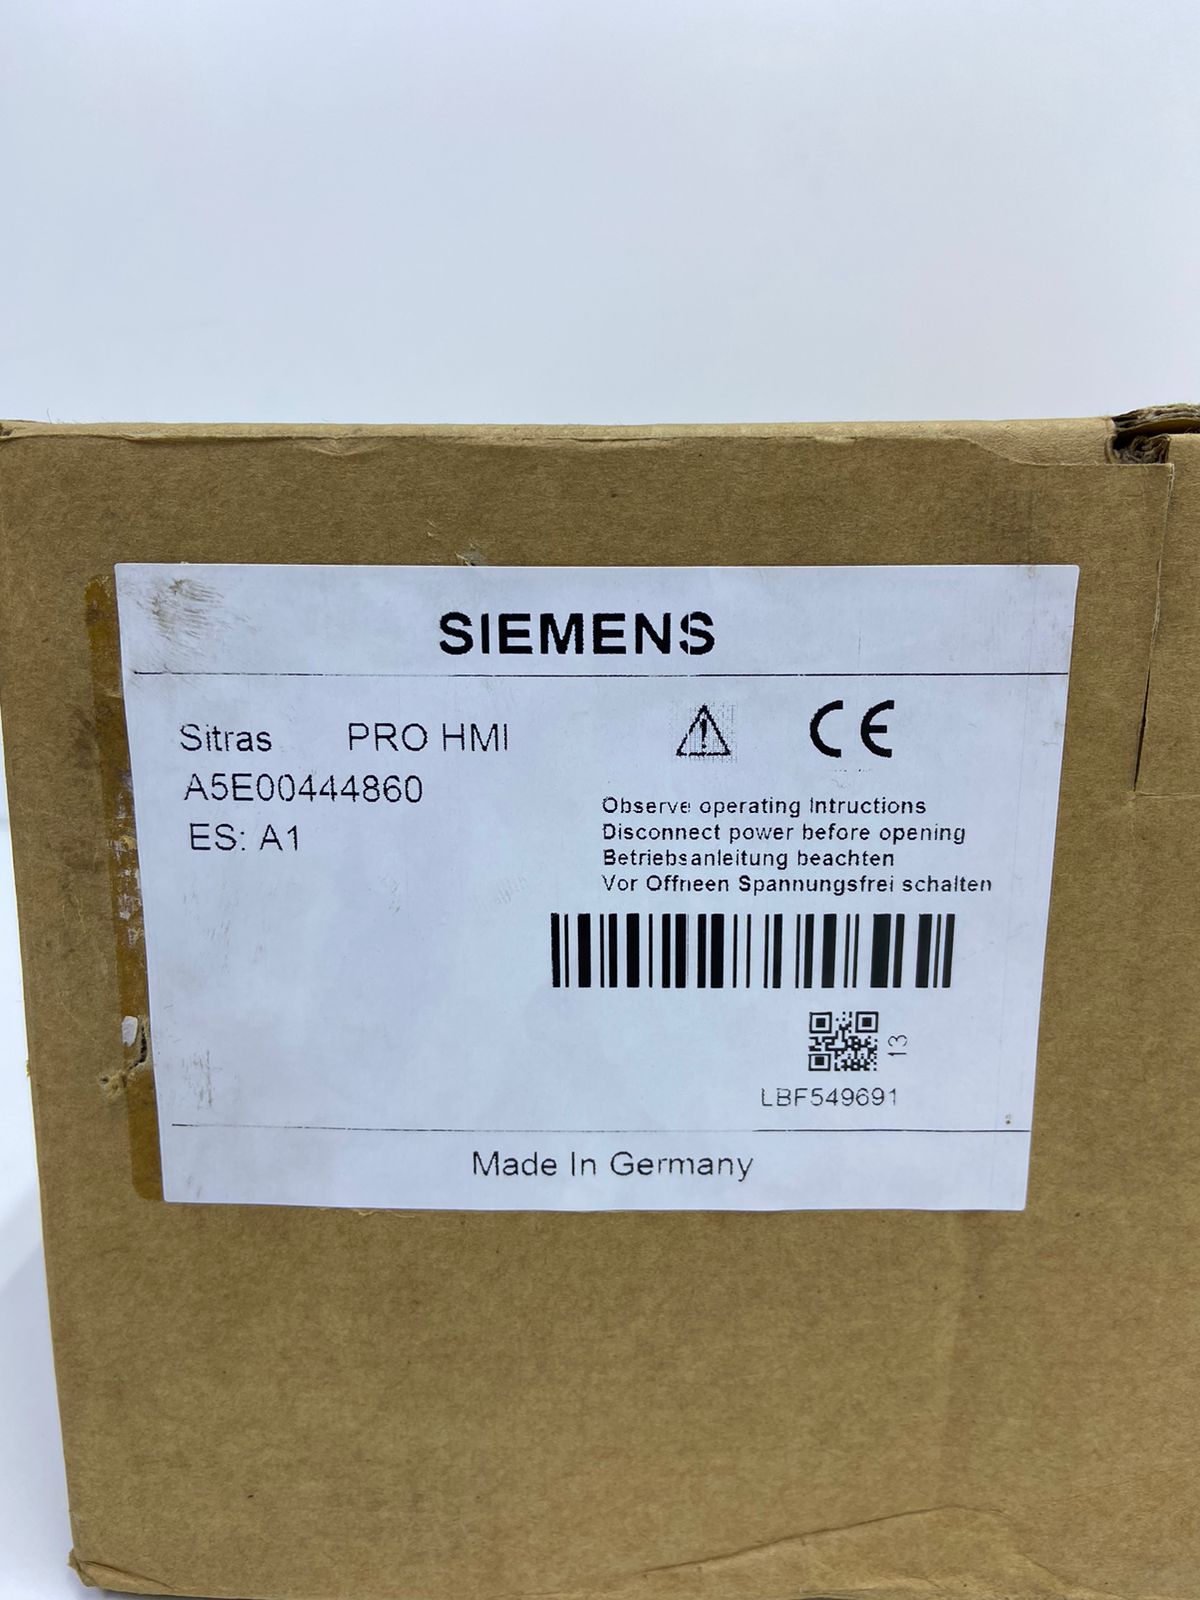 SIEMENS
Sitras PRO HMI
A5E00444860
ES: A1
CE
Observe operating Intructions
Disconnect power before opening
Betriebsanleitung beachten
Vor Offneen Spannungsfrei schalten
13
LBF549691
Made In Germany